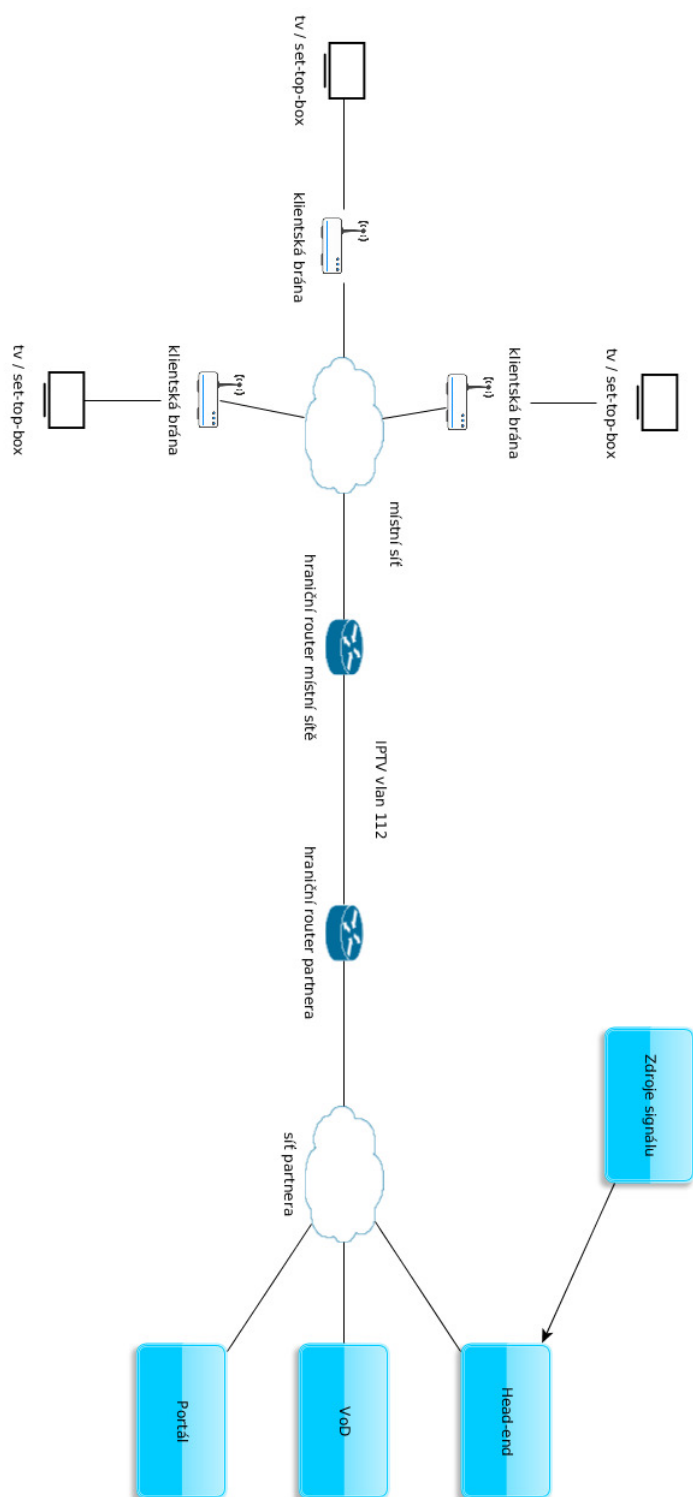 Zdroje signálu
tv / set-top-box
klientská brána
Head-end
místní síť
IPTV vlan 112
tv / set-top-box
klientská brána
hraniční router místní sítě
hraniční router partnera
síť partnera
VoD
klientská brána
tv / set-top-box
Portál